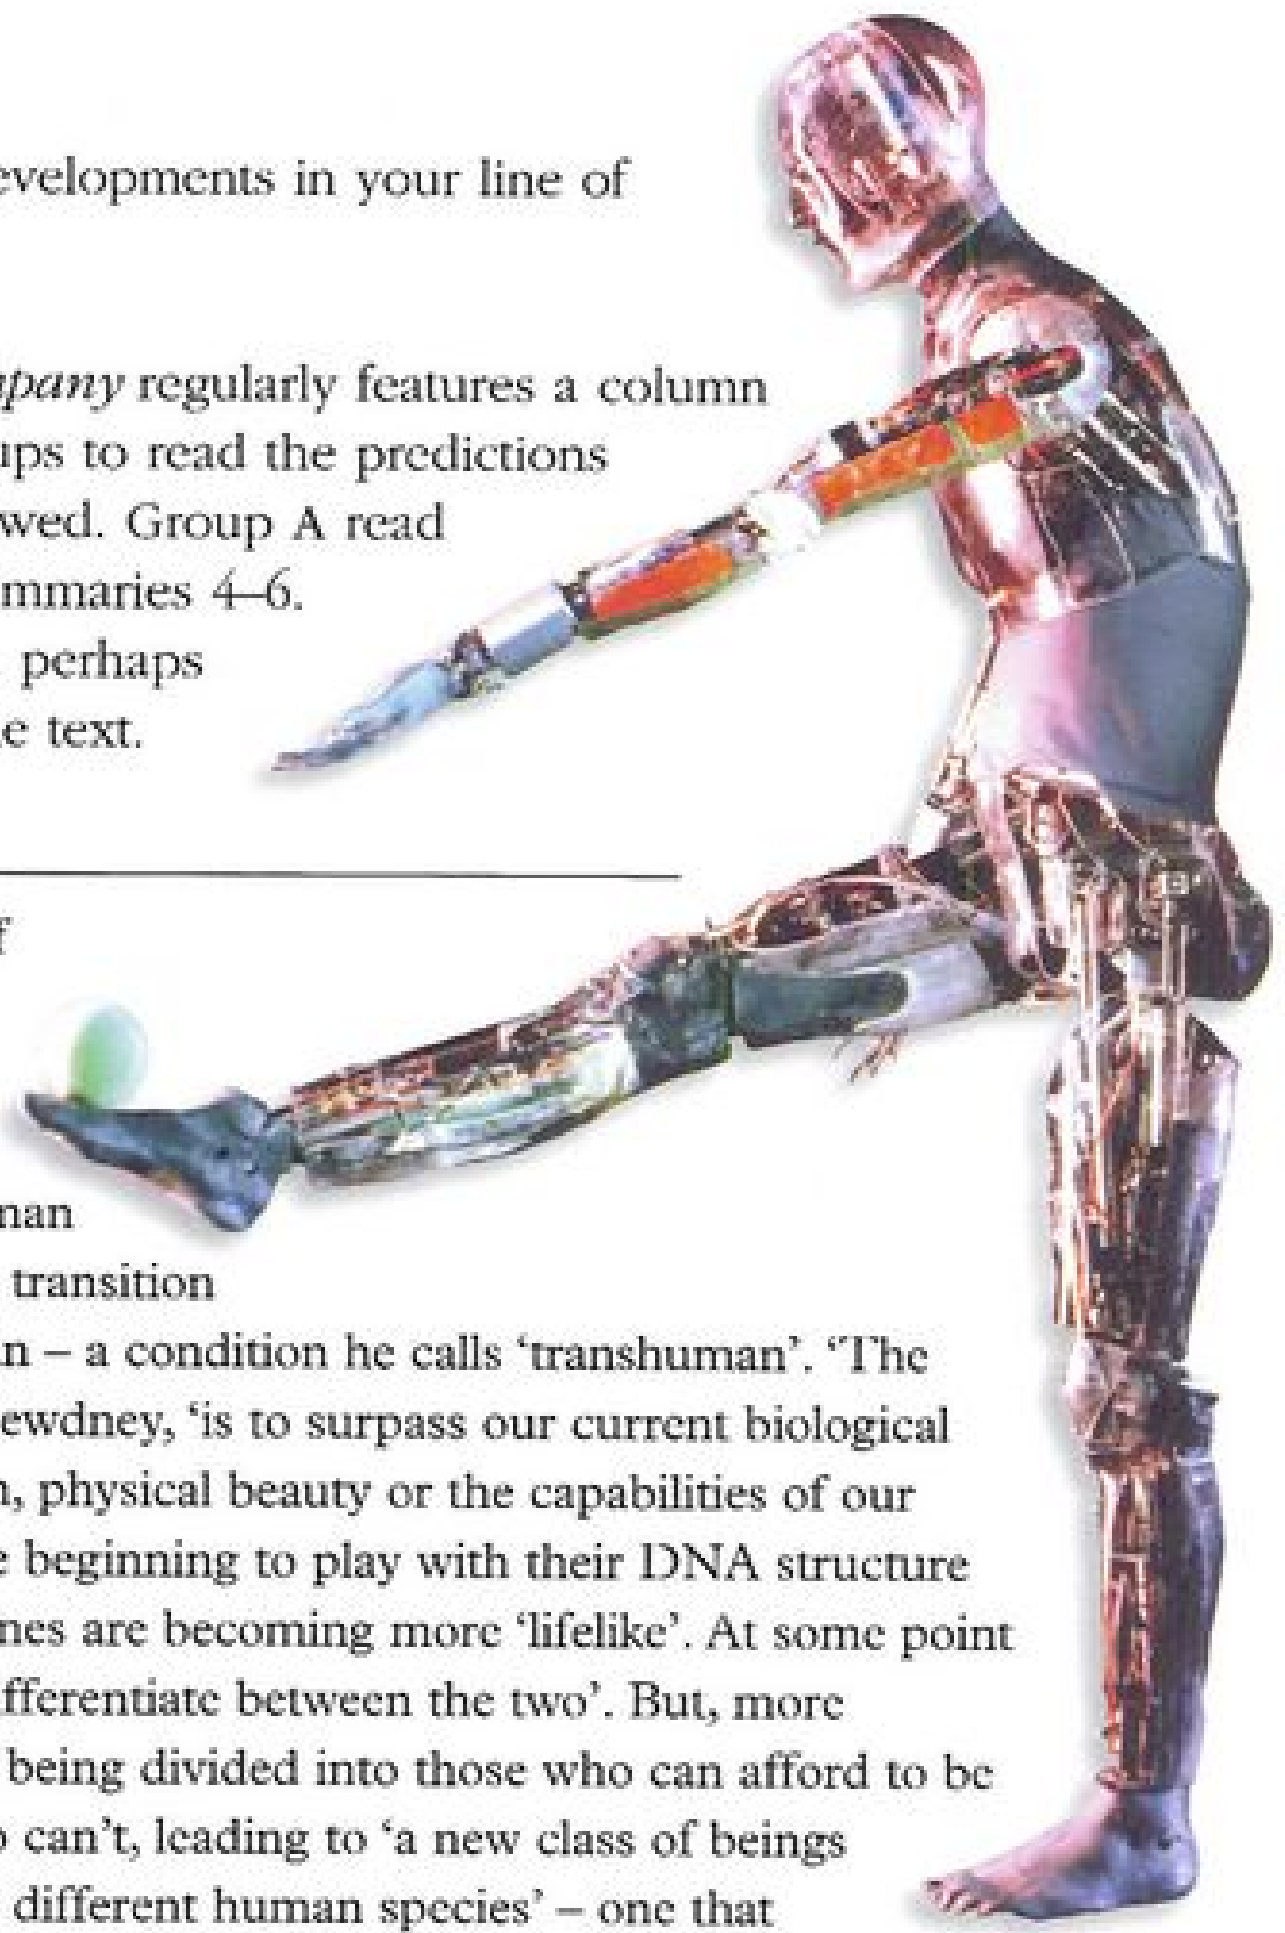 evelopments in your line of
mpany regularly features a column
ups to read the predictions
wed. Group A read
mmaries 4–6.
perhaps
e text.
f
man
transition
an – a condition he calls ‘transhuman’. ‘The
ewdney, ‘is to surpass our current biological
n, physical beauty or the capabilities of our
e beginning to play with their DNA structure
nes are becoming more ‘lifelike’. At some point
ifferentiate between the two’. But, more
being divided into those who can afford to be
o can’t, leading to ‘a new class of beings
different human species’ – one that